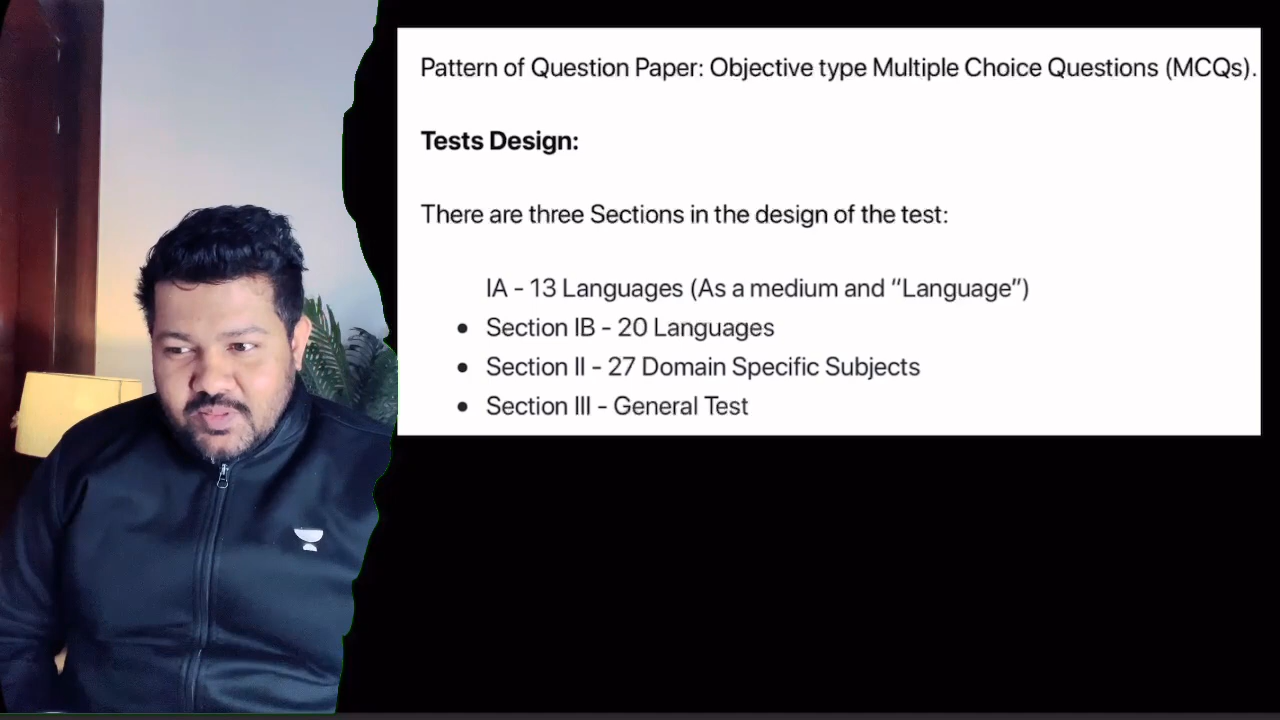 Pattern of Question Paper: Objective type Multiple Choice Questions (MCQs).
Tests Design:
There are three Sections in the design of the test:
IA - 13 Languages (As a medium and “Language”)
• Section IB - 20 Languages
• Section II - 27 Domain Specific Subjects
• Section III - General Test